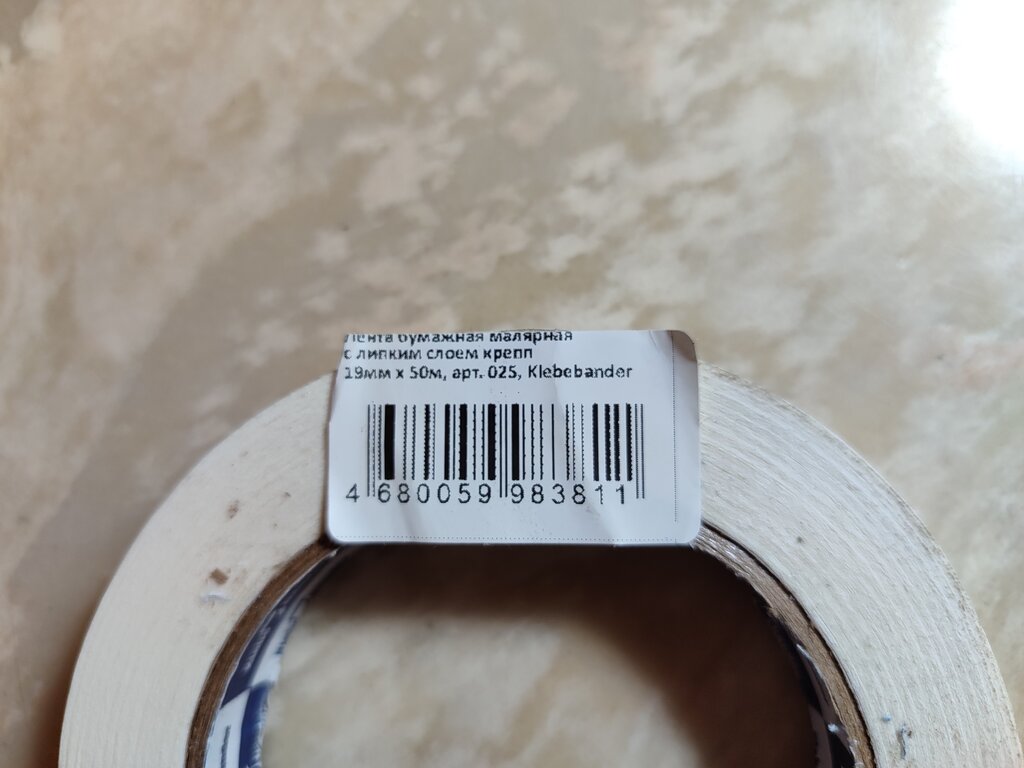 Лента бумажная малярная
с липким слоем крепп
19мм х 50м, арт. 025, Klebebander
4 680059 983811